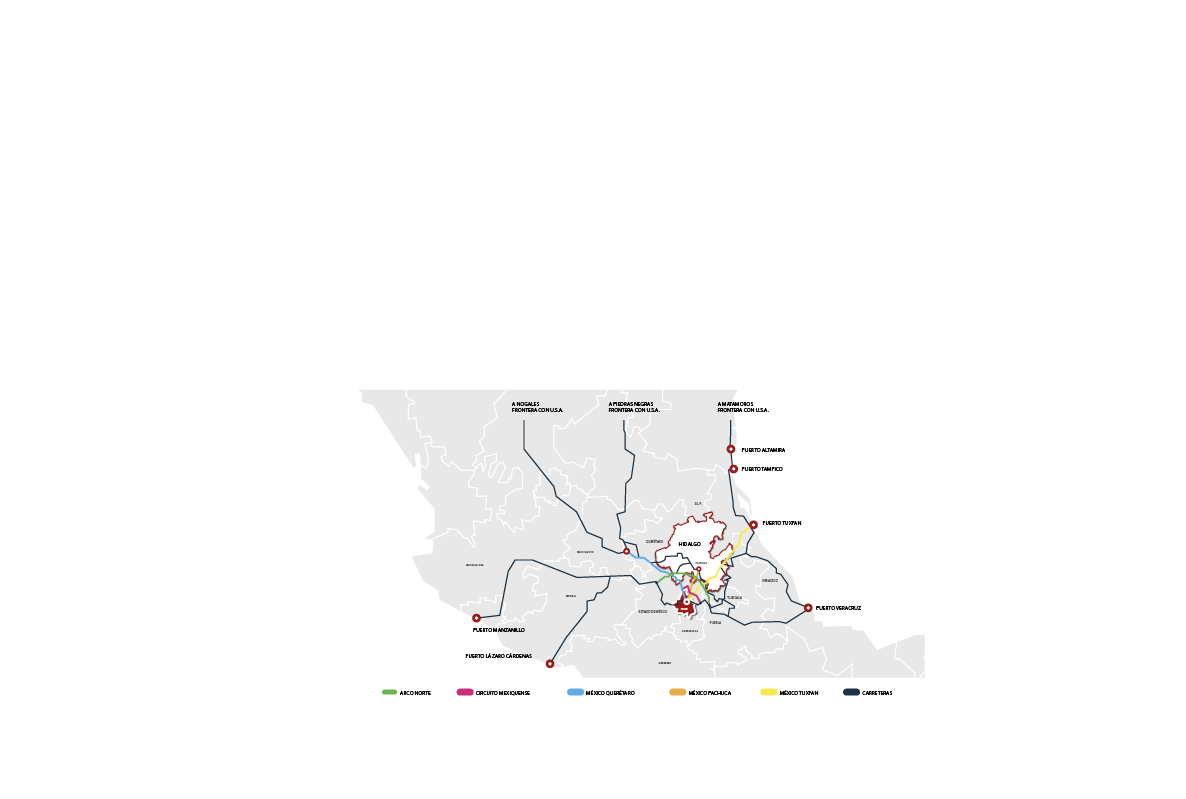 A NOGALES
FRONTERA CON U.S.A.
A PIEDRAS NEGRAS
FRONTERA CON U.S.A.
A MATAMOROS
FRONTERA CON U.S.A.
PUERTO ALTAMIRA
PUERTO TAMPICO
S.L.P.
PUERTO TUXPAN
QUERÉTARO
HIDALGO
VERACRUZ
TLAXCALA
PUERTO VERACRUZ
ESTADO DE MÉXICO
PUEBLA
PUERTO MANZANILLO
PUERTO LÁZARO CÁRDENAS
ARCO NORTE
CIRCUITO MEXIQUENSE
MÉXICO QUERÉTARO
MÉXICO PACHUCA
MÉXICO TUXPAN
CARRETERAS